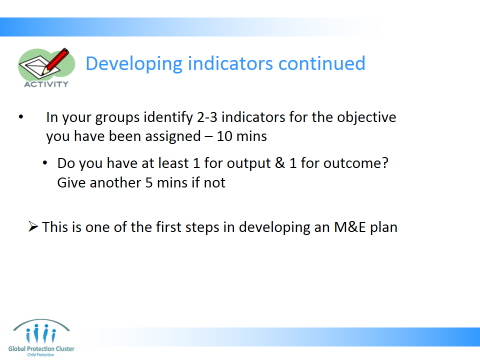 Developing indicators continued
ACTIVITY
• In your groups identify 2-3 indicators for the objective
you have been assigned – 10 mins
• Do you have at least 1 for output & 1 for outcome?
Give another 5 mins if not
➢ This is one of the first steps in developing an M&E plan
Global Protection Cluster
Child Protection